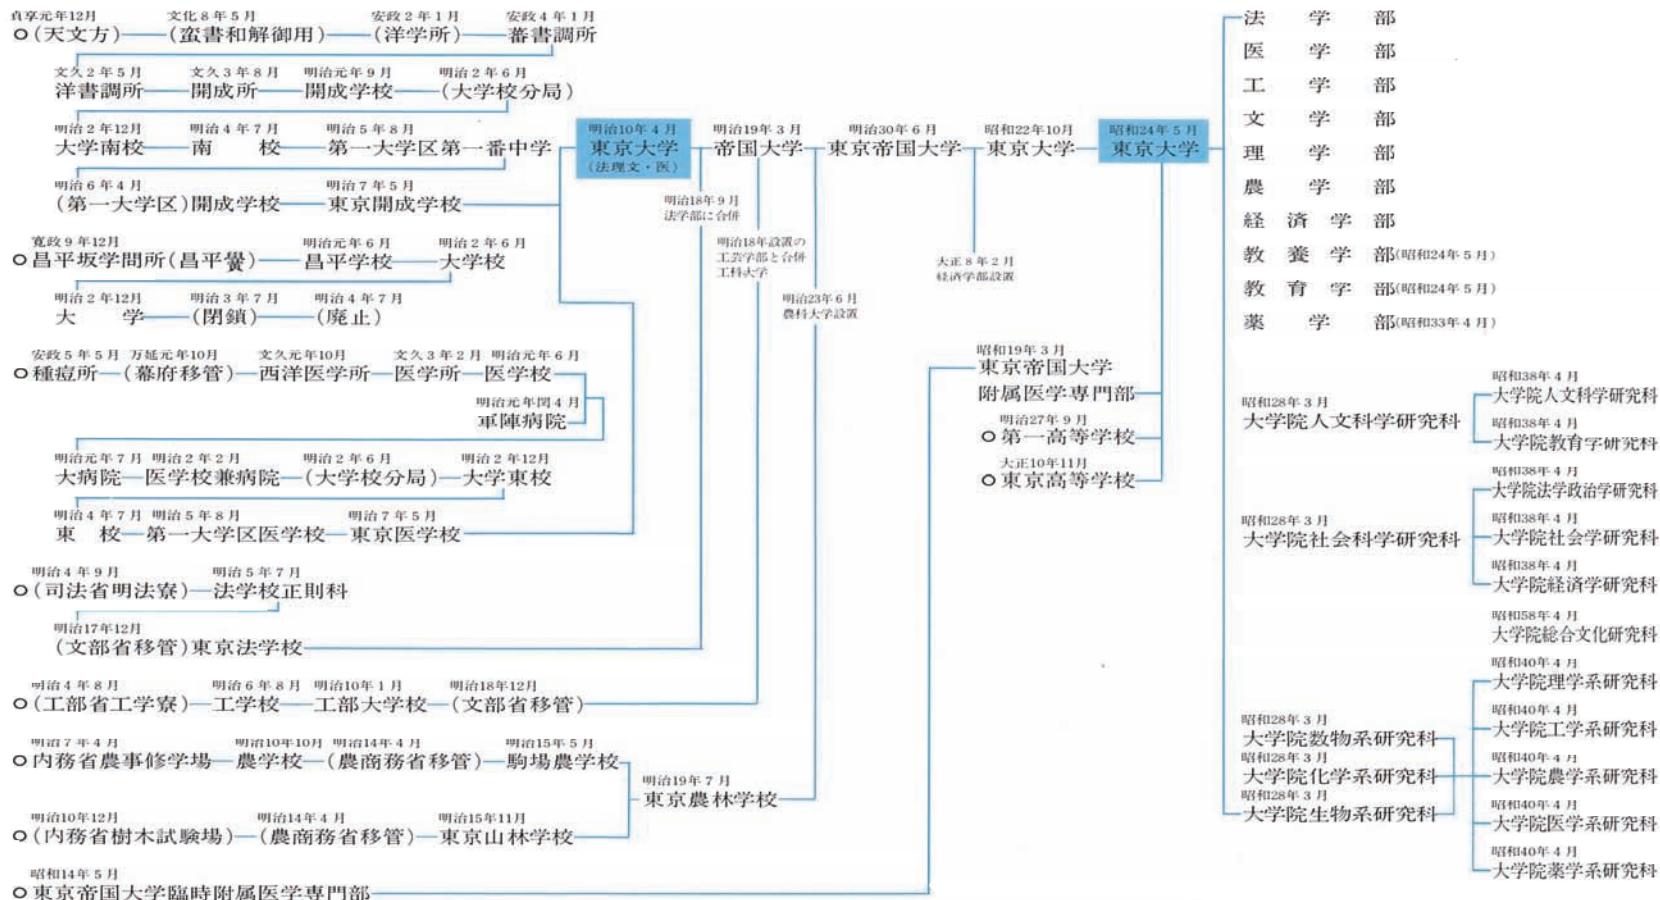 貞享元年12月 文化8年5月 安政2年1月 安政4年1月
(天文方) (蛮書和解御用) (洋学所) 蕃書調所
文久2年5月 文久3年8月 明治元年9月 明治2年6月
洋書調所 開成所 開成学校 (大学校分局)
明治2年12月 明治4年7月 明治5年8月
大学南校 南校 第一大学区第一番中学
明治6年4月 明治7年5月
(第一大学区)開成学校 東京開成学校
寛政9年12月 明治元年6月 明治2年6月
昌平坂学問所(昌平黌) 昌平学校 大学校
明治2年12月 明治3年7月 明治4年7月
大学 (閉鎖) (廃止)
安政5年5月 万延元年10月 文久元年10月 文久3年2月 明治元年6月
種痘所 (幕府移管) 西洋医学所 医学所 医学校
明治元年閏4月
軍陣病院
明治元年7月 明治2年2月 明治2年6月 明治2年12月
大病院 医学校兼病院 (大学校分局) 大学東校
明治4年7月 明治5年8月 明治7年5月
東校 第一大学区医学校 東京医学校
明治4年9月 明治5年7月
(司法省明法寮) 法学校正則科
明治17年12月
(文部省移管)東京法学校
明治4年8月 明治6年8月 明治10年1月 明治18年12月
(工部省工学寮) 工学校 工部大学校 (文部省移管)
明治7年4月 明治10年10月 明治14年4月 明治15年5月
内務省農事修学場 農学校 (農商務省移管) 駒場農学校
明治19年7月
東京農林学校
明治10年12月 明治14年4月 明治15年11月
(内務省樹木試験場) (農商務省移管) 東京山林学校
昭和14年5月
東京帝国大学臨時附属医学専門部
明治10年4月 明治19年3月 明治30年6月 昭和22年10月 昭和24年5月
東京大学 帝国大学 東京帝国大学 東京大学 東京大学
(法理文・医)
明治18年9月
法学部に合併
明治18年設置の
工芸学部と合併
工科大学
明治23年6月
農科大学設置
大正8年2月
経済学部設置
昭和19年3月
東京帝国大学
附属医学専門部
明治27年9月
第一高等学校
大正10年11月
東京高等学校
法学部
医学部
工学部
文学部
理学部
農学部
経済学部
教養学部(昭和24年5月)
教育学部(昭和24年5月)
薬学部(昭和33年4月)
昭和28年3月
大学院人文科学研究科
昭和38年4月
大学院人文科学研究科
昭和38年4月
大学院教育学研究科
昭和28年3月
大学院社会科学研究科
昭和38年4月
大学院法学政治学研究科
昭和38年4月
大学院社会学研究科
昭和38年4月
大学院経済学研究科
昭和58年4月
大学院総合文化研究科
昭和28年3月
大学院数物系研究科
昭和28年3月
大学院化学系研究科
昭和28年3月
大学院生物系研究科
昭和40年4月
大学院理学系研究科
昭和40年4月
大学院工学系研究科
昭和40年4月
大学院農学系研究科
昭和40年4月
大学院医学系研究科
昭和40年4月
大学院薬学系研究科